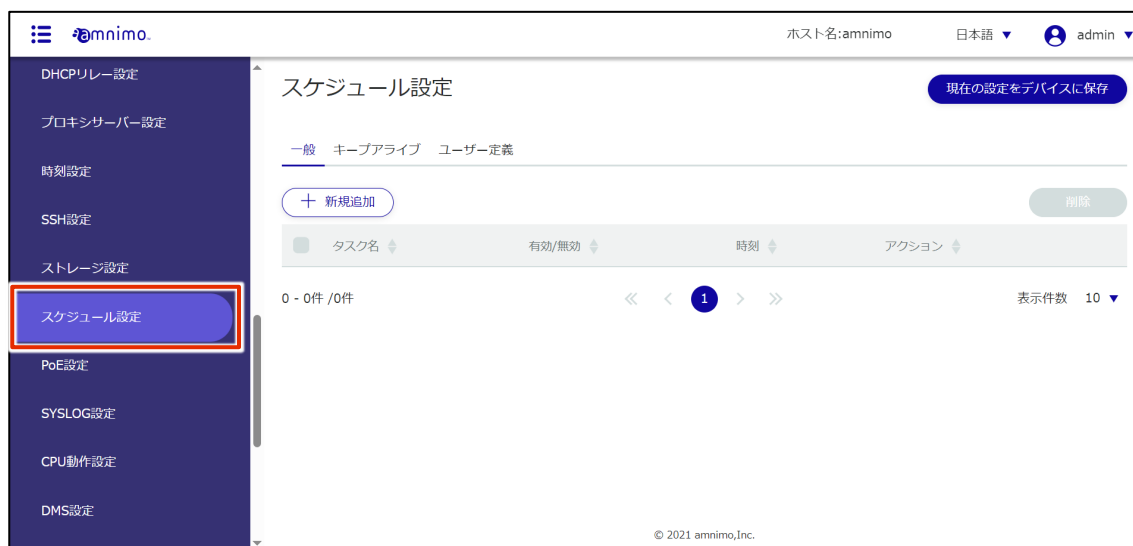 amnimo
ホスト名:amnimo
日本語
admin
DHCPリレー設定
プロキシサーバー設定
時刻設定
SSH設定
ストレージ設定
スケジュール設定
PoE設定
SYSLOG設定
CPU動作設定
DMS設定
スケジュール設定
現在の設定をデバイスに保存
一般 キープアライブ ユーザー定義
新規追加
削除
タスク名 有効/無効 時刻 アクション
0 - 0件 /0件
1
表示件数 10
© 2021 amnimo,Inc.